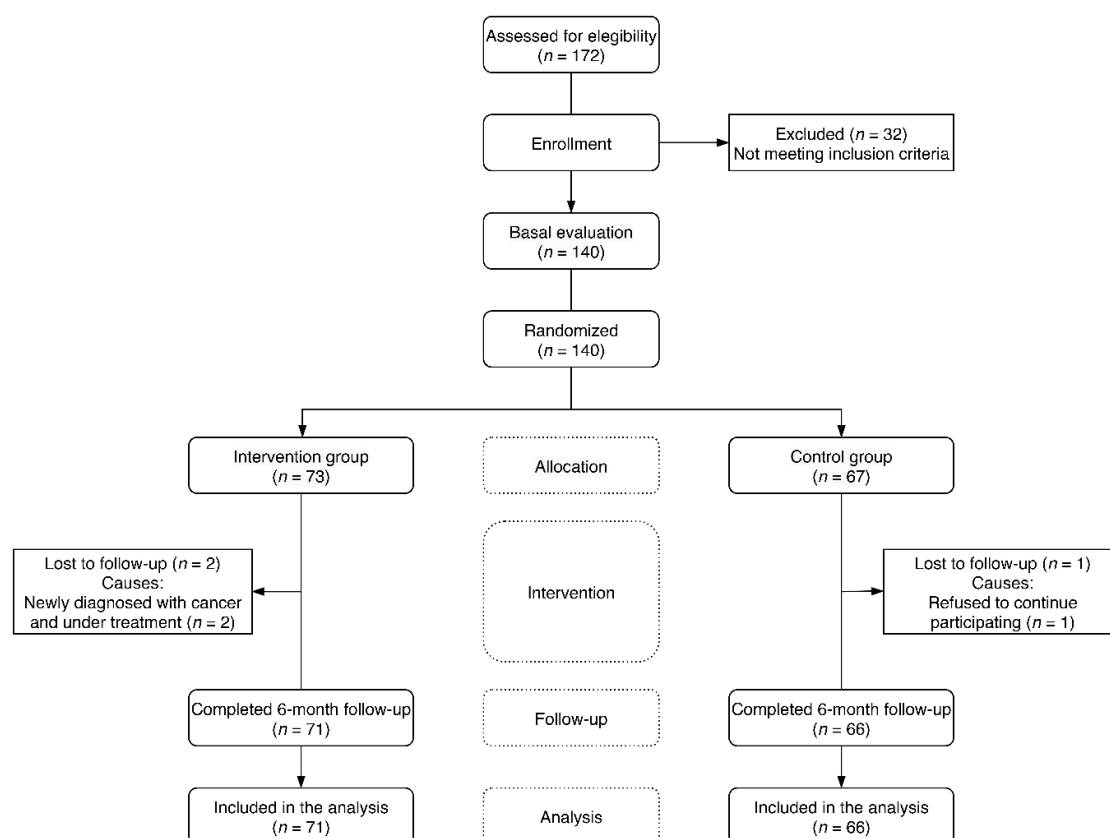 Assessed for elegibility
(n = 172)
Enrollment
Excluded (n = 32)
Not meeting inclusion criteria
Basal evaluation
(n = 140)
Randomized
(n = 140)
Intervention group
(n = 73)
Allocation
Control group
(n = 67)
Lost to follow-up (n = 2)
Causes:
Newly diagnosed with cancer
and under treatment (n = 2)
Intervention
Lost to follow-up (n = 1)
Causes:
Refused to continue
participating (n = 1)
Completed 6-month follow-up
(n = 71)
Follow-up
Completed 6-month follow-up
(n = 66)
Included in the analysis
(n = 71)
Analysis
Included in the analysis
(n = 66)